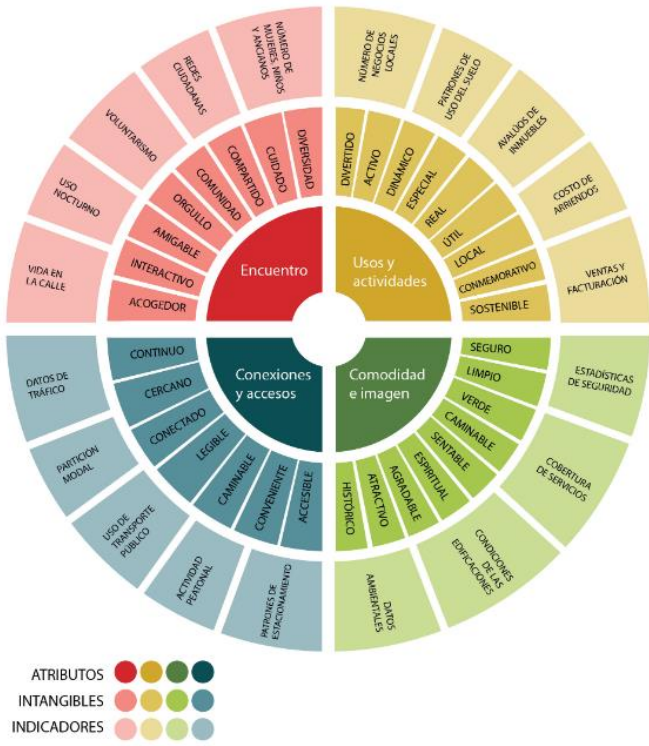 NÚMERO DE
MUJERES, NIÑOS
Y ANCIANOS
REDES
CIUDADANAS
VOLUNTARISMO
USO
NOCTURNO
VIDA EN
LA CALLE
NÚMERO DE
NEGOCIOS
LOCALES
PATRONES DE
USO DEL SUELO
AVALÚOS DE
INMUEBLES
COSTO DE
ARRIENDOS
VENTAS Y
FACTURACIÓN
DIVERSIDAD
CUIDADO
COMPARTIDO
COMUNIDAD
ORGULLO
AMIGABLE
INTERACTIVO
ACOGEDOR
DIVERTIDO
ACTIVO
DINÁMICO
ESPECIAL
REAL
ÚTIL
LOCAL
CONMEMORATIVO
SOSTENIBLE
Encuentro
Usos y
actividades
Conexiones
y accesos
Comodidad
e imagen
CONTINUO
CERCANO
CONECTADO
LEGIBLE
CAMINABLE
CONVENIENTE
ACCESIBLE
SEGURO
LIMPIO
VERDE
CAMINABLE
SENTABLE
ESPIRITUAL
AGRADABLE
ATRACTIVO
HISTÓRICO
DATOS DE
TRÁFICO
PARTICIÓN
MODAL
USO DE
TRANSPORTE
PÚBLICO
ACTIVIDAD
PEATONAL
PATRONES DE
ESTACIONAMIENTO
ESTADÍSTICAS
DE SEGURIDAD
COBERTURA
DE SERVICIOS
CONDICIONES
DE LAS
EDIFICACIONES
DATOS
AMBIENTALES
ATRIBUTOS
INTANGIBLES
INDICADORES